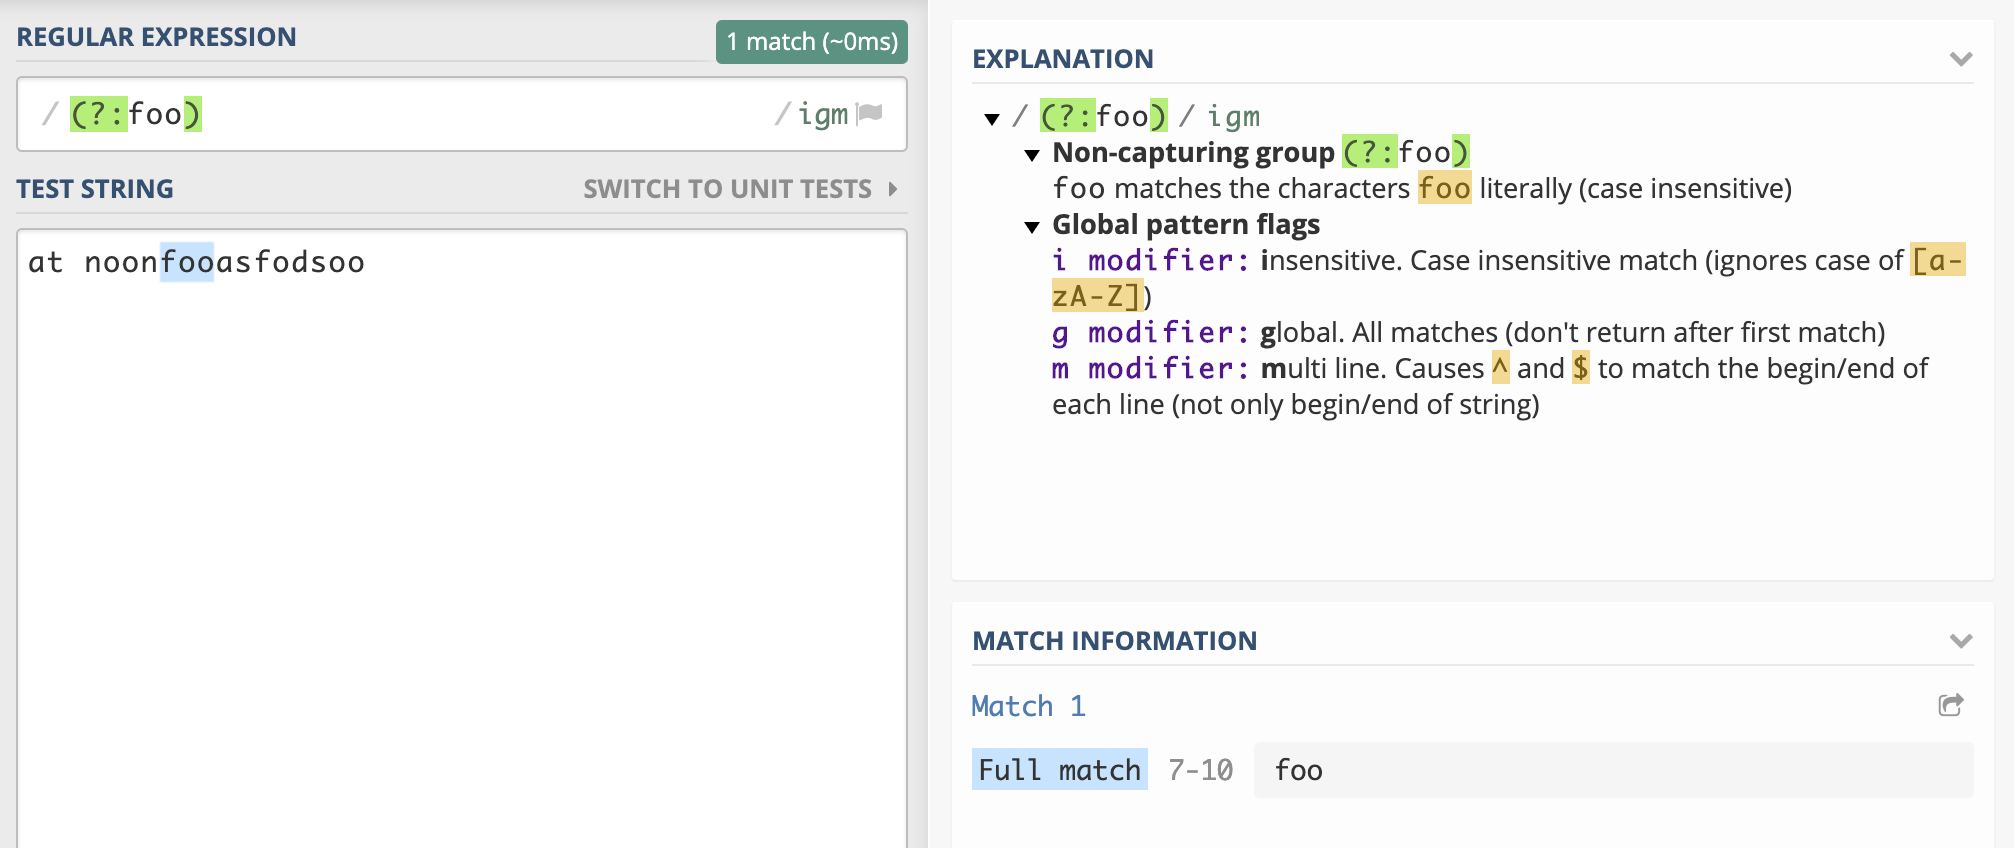 REGULAR EXPRESSION
1 match (~0ms)
/ (?:foo) / igm
TEST STRING
SWITCH TO UNIT TESTS
at noonfooasfodsoo
EXPLANATION
/ (?:foo) / igm
Non-capturing group (?:foo)
foo matches the characters foo literally (case insensitive)
Global pattern flags
i modifier: insensitive. Case insensitive match (ignores case of [a-
zA-Z])
g modifier: global. All matches (don't return after first match)
m modifier: multi line. Causes ^ and $ to match the begin/end of
each line (not only begin/end of string)
MATCH INFORMATION
Match 1
Full match 7-10 foo